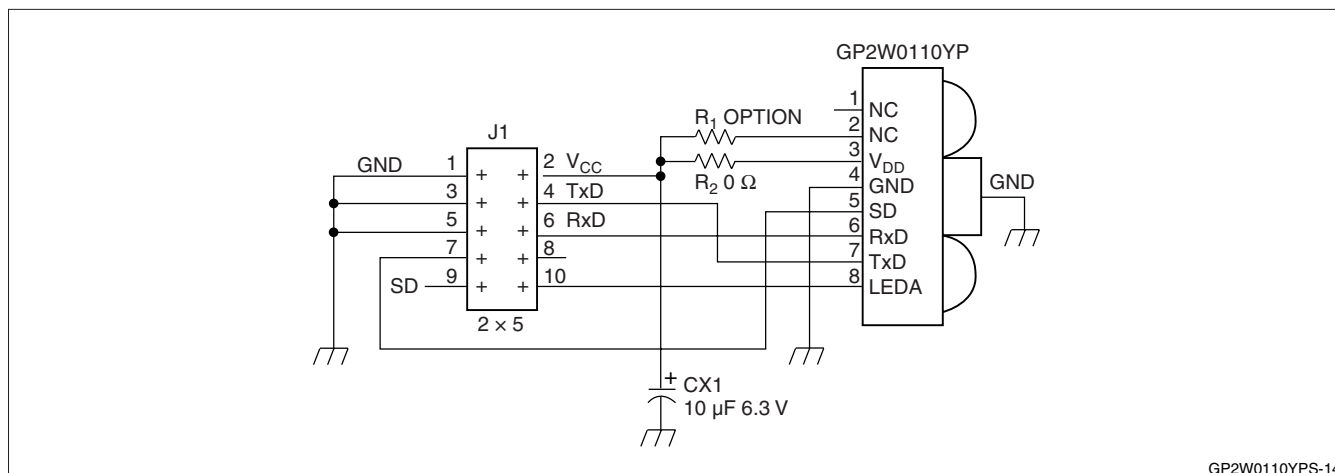 GP2W0110YP
1 NC
R1 OPTION
2 NC
J1
3 VDD
GND 1 + + 2 VCC
R2 0 Ω
4 GND
GND
3 + + 4 TxD
5 SD
5 + + 6 RxD
6 RxD
7 + + 8
7 TxD
SD 9 + + 10
8 LEDA
2 × 5
+
CX1
10 µF 6.3 V
GP2W0110YPS-14